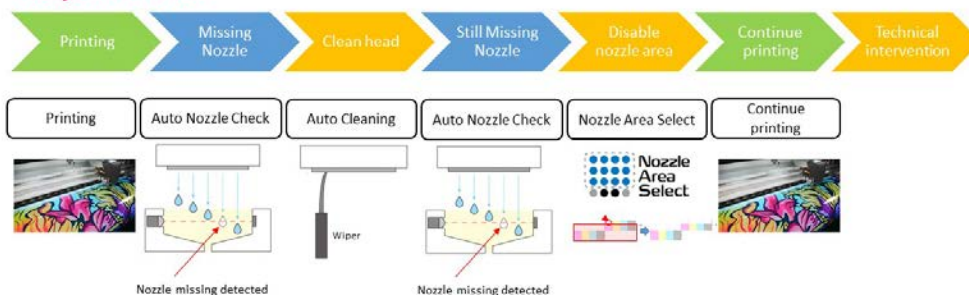 Printing
Missing
Nozzle
Clean head
Still Missing
Nozzle
Disable
nozzle area
Continue
printing
Technical
intervention
Printing
Auto Nozzle Check
Auto Cleaning
Auto Nozzle Check
Nozzle Area Select
Continue
printing
Nozzle
Area
Select
Wiper
Nozzle missing detected
Nozzle missing detected